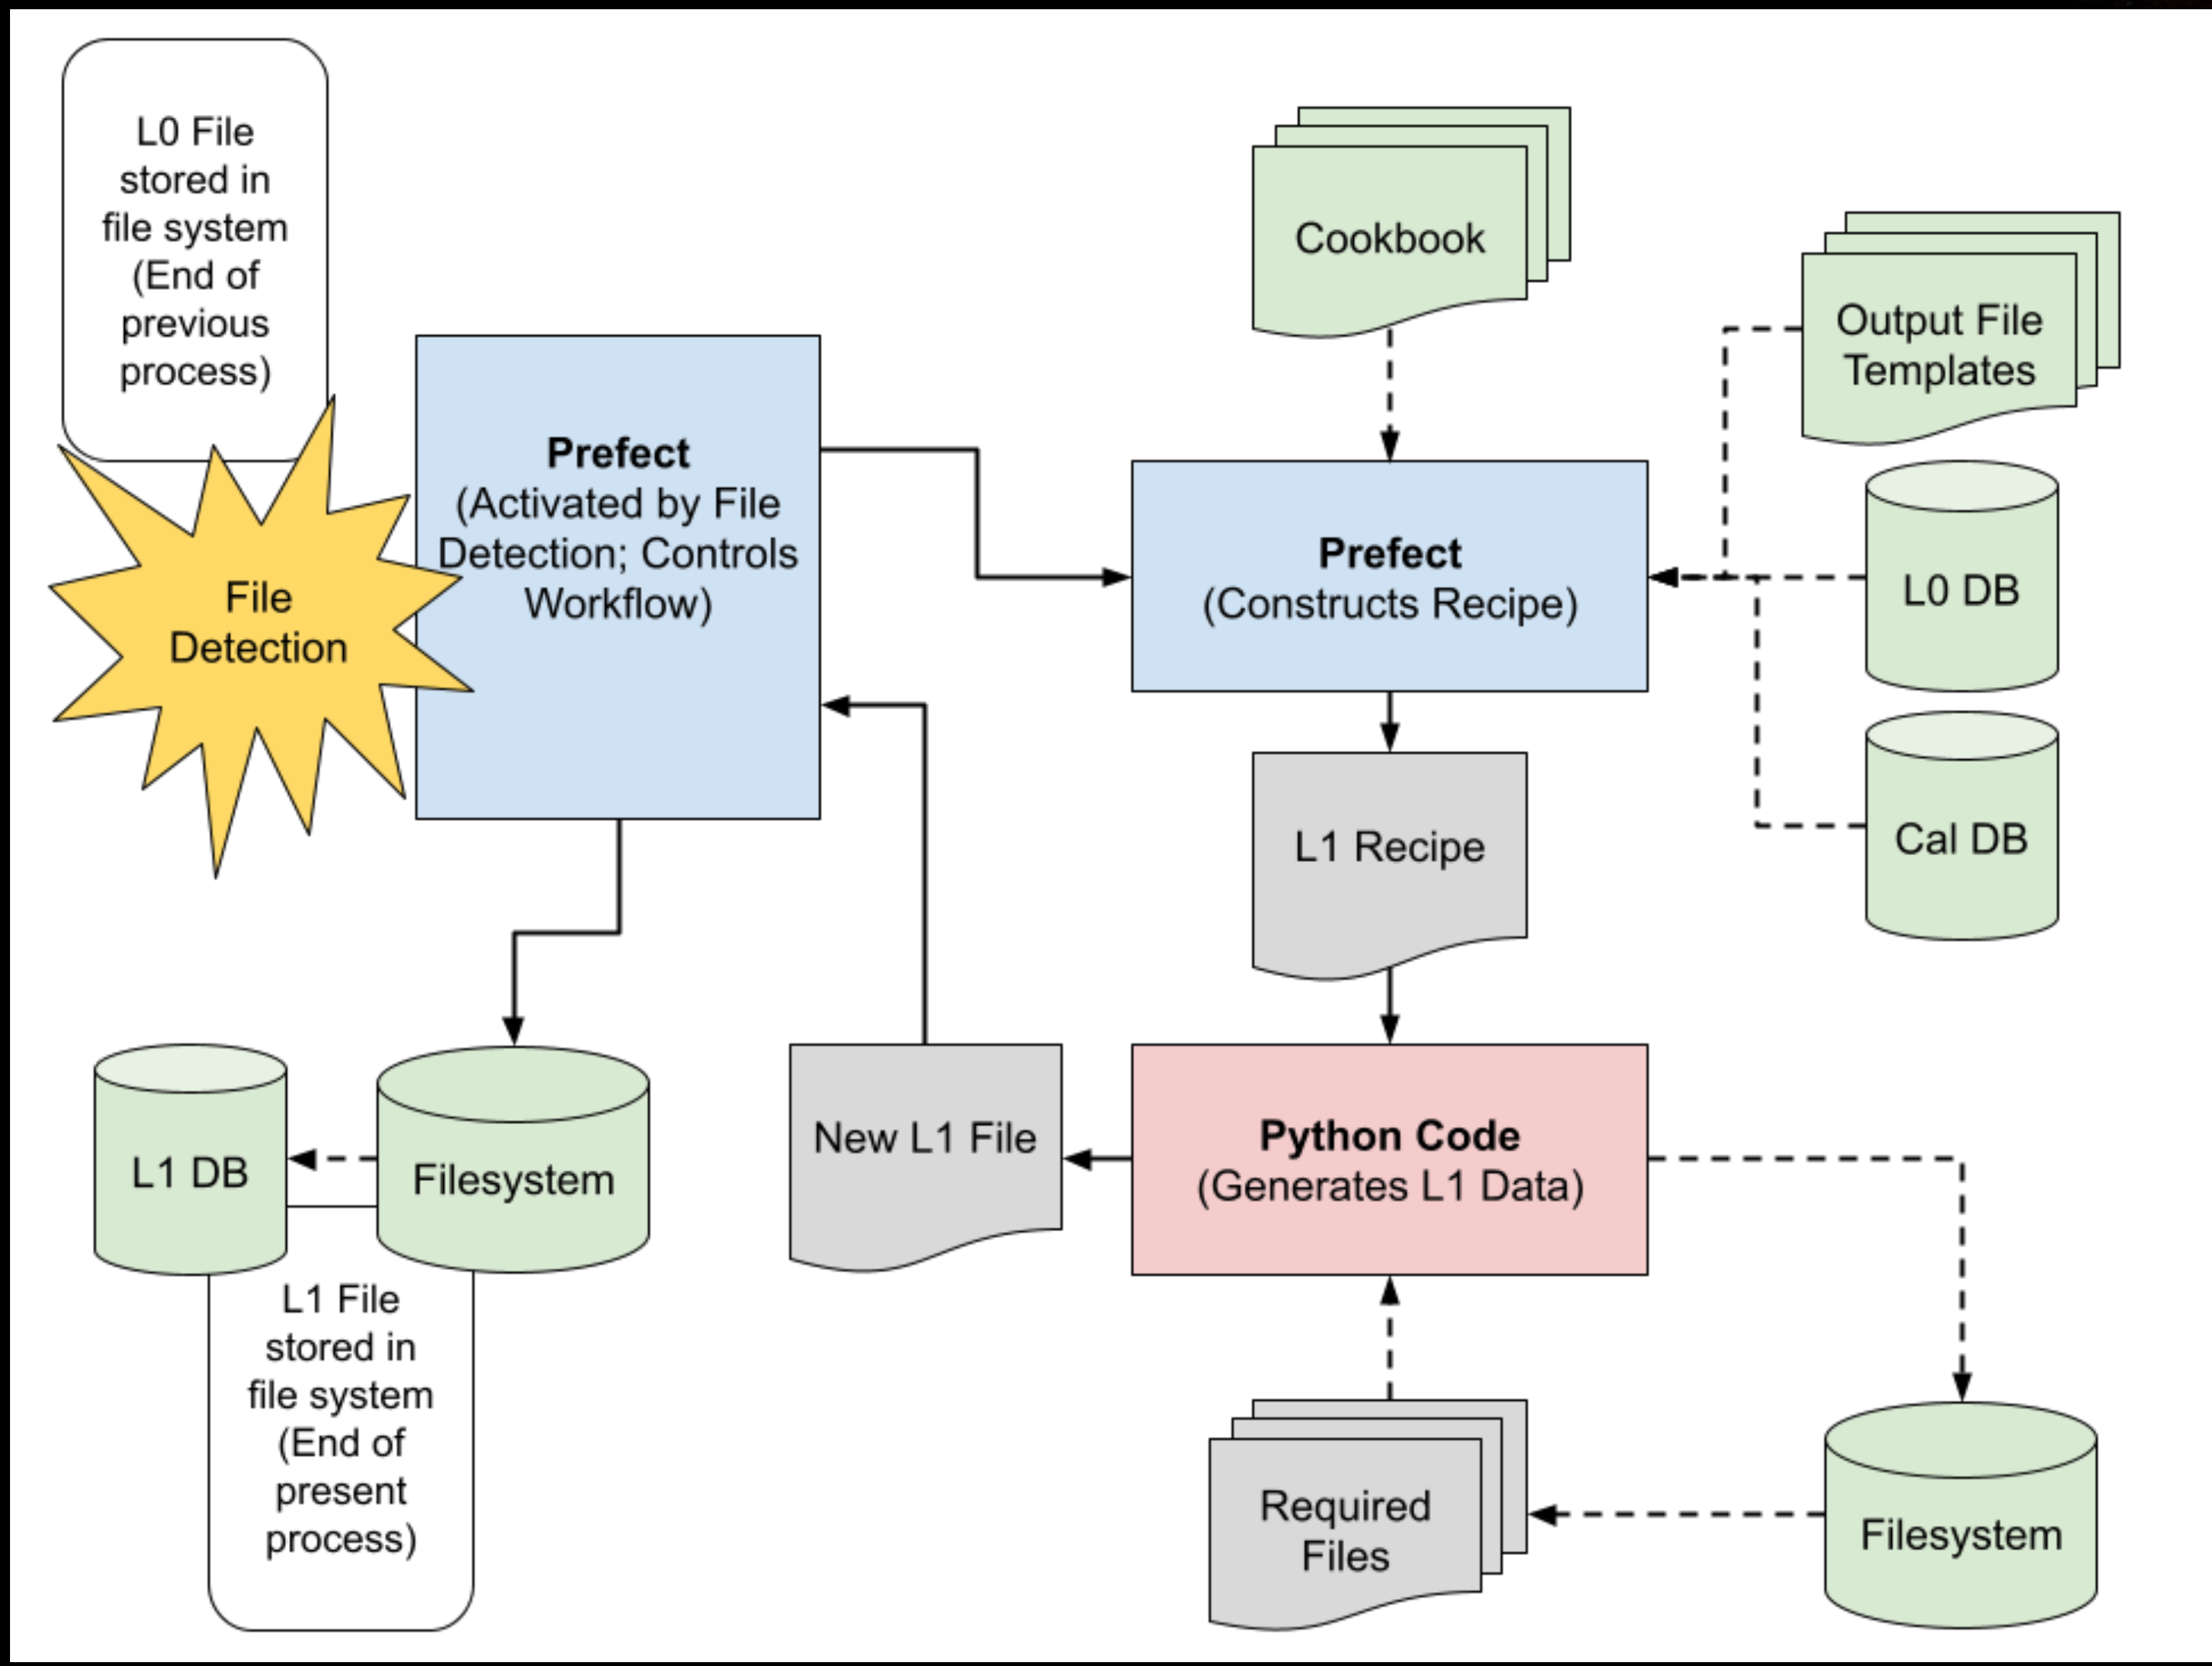 L0 File
stored in
file system
(End of
previous
process)
File
Detection
Prefect
(Activated by File
Detection; Controls
Workflow)
Cookbook
Output File
Templates
Prefect
(Constructs Recipe)
L0 DB
Cal DB
L1 Recipe
L1 DB
Filesystem
New L1 File
Python Code
(Generates L1 Data)
L1 File
stored in
file system
(End of
present
process)
Required
Files
Filesystem